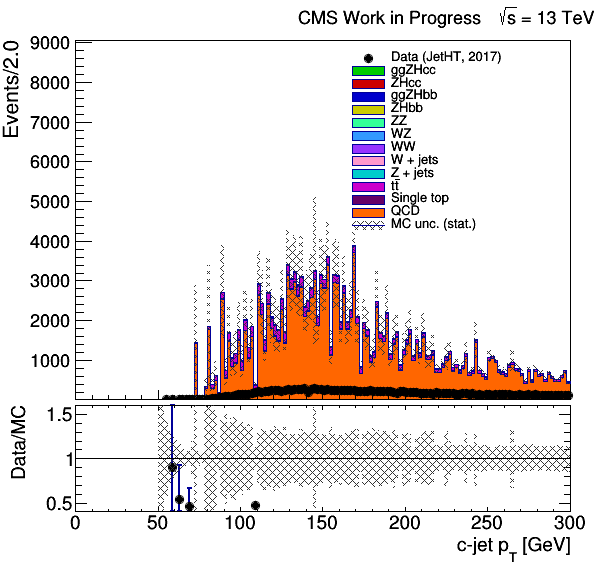 CMS Work in Progress √s = 13 TeV
Events/2.0
9000
8000
7000
6000
5000
4000
3000
2000
1000
Data (JetHT, 2017)
ggZHcc
ZHcc
ggZHbb
ZHbb
ZZ
WZ
WW
W + jets
Z + jets
tt̄
Single top
QCD
MC unc. (stat.)
Data/MC
1.5
1
0.5
0 50 100 150 200 250 300
c-jet p_T [GeV]